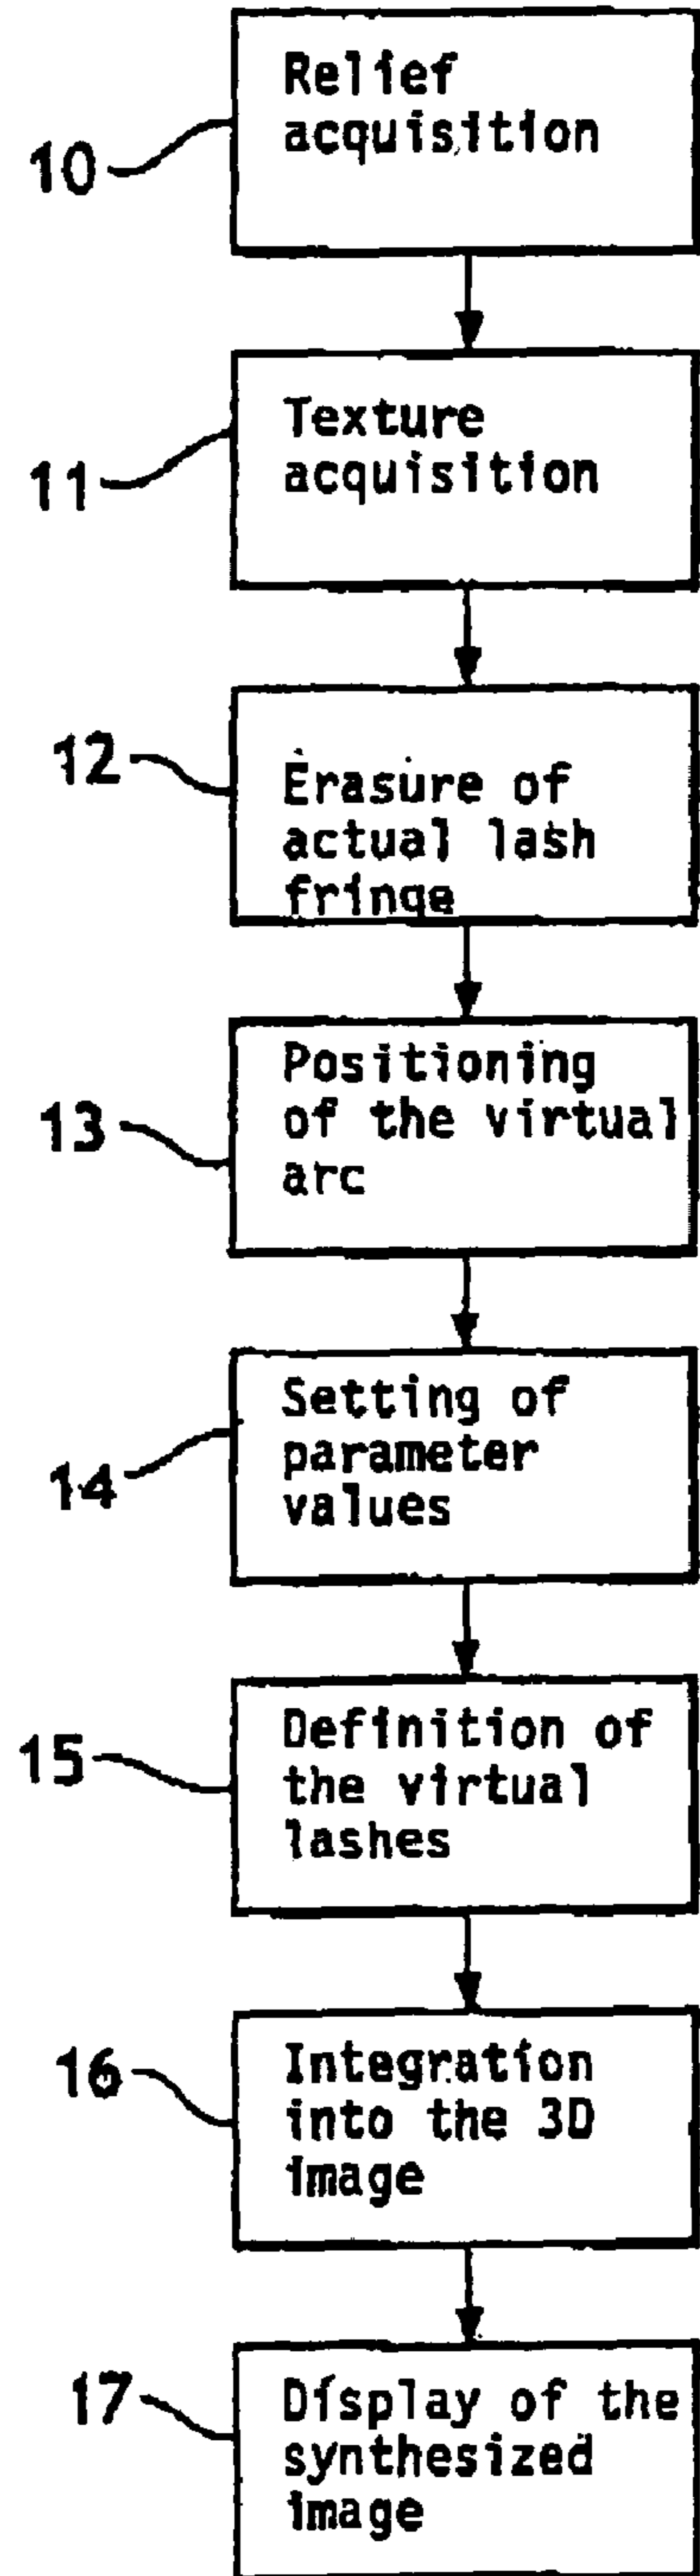 Relief
acquisition
10
Texture
acquisition
11
12
Erasure of
actual lash
fringe
Positioning
of the virtual
arc
13
Setting of
parameter
values
14
Definition of
the virtual
lashes
15
Integration
into the 3D
image
16
Display of the
synthesized
image
17